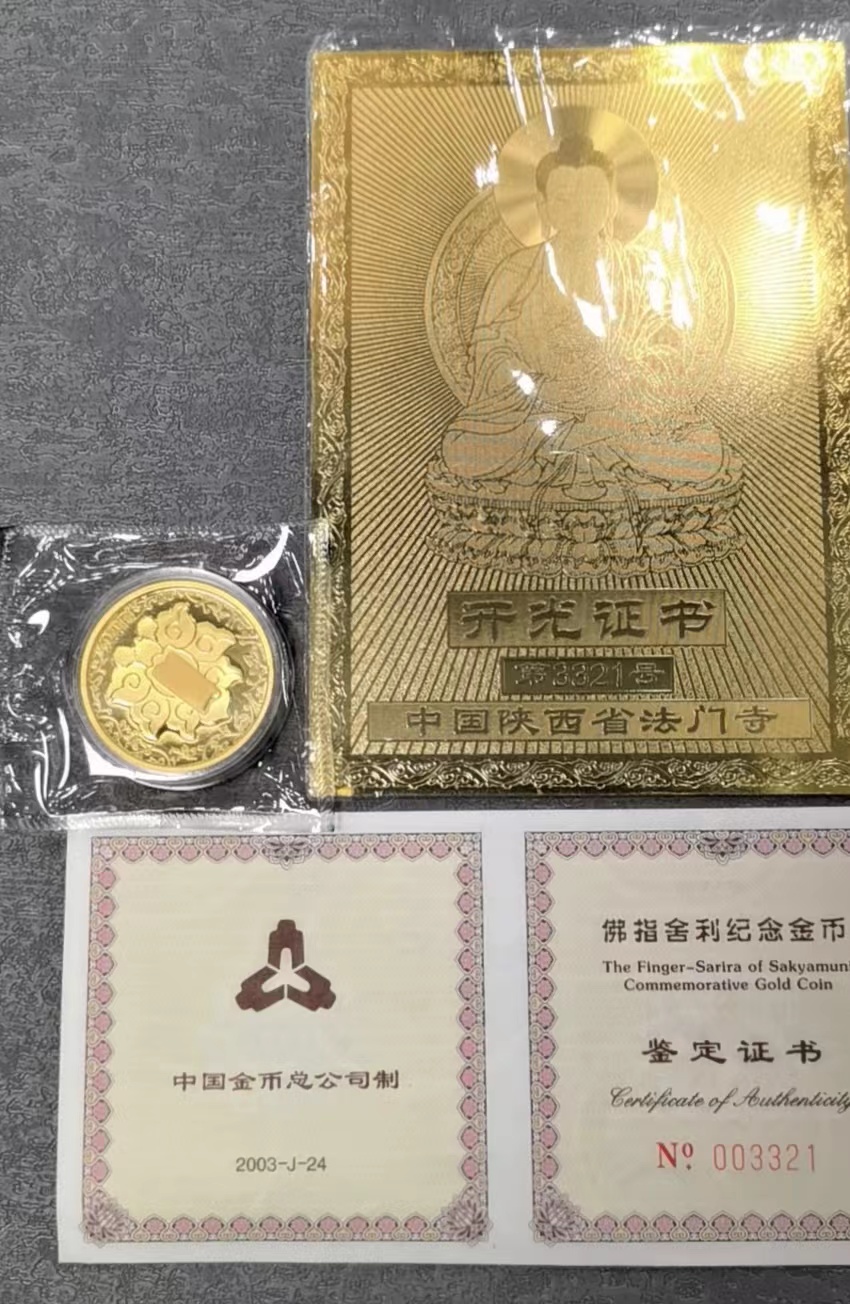 开光证书
第3321号
中国陕西省法门寺
中国金币总公司制
2003-J-24
佛指舍利纪念金币
The Finger-Sarira of Sakyamuni
Commemorative Gold Coin
鉴定证书
Certificate of Authenticity
Nº 003321